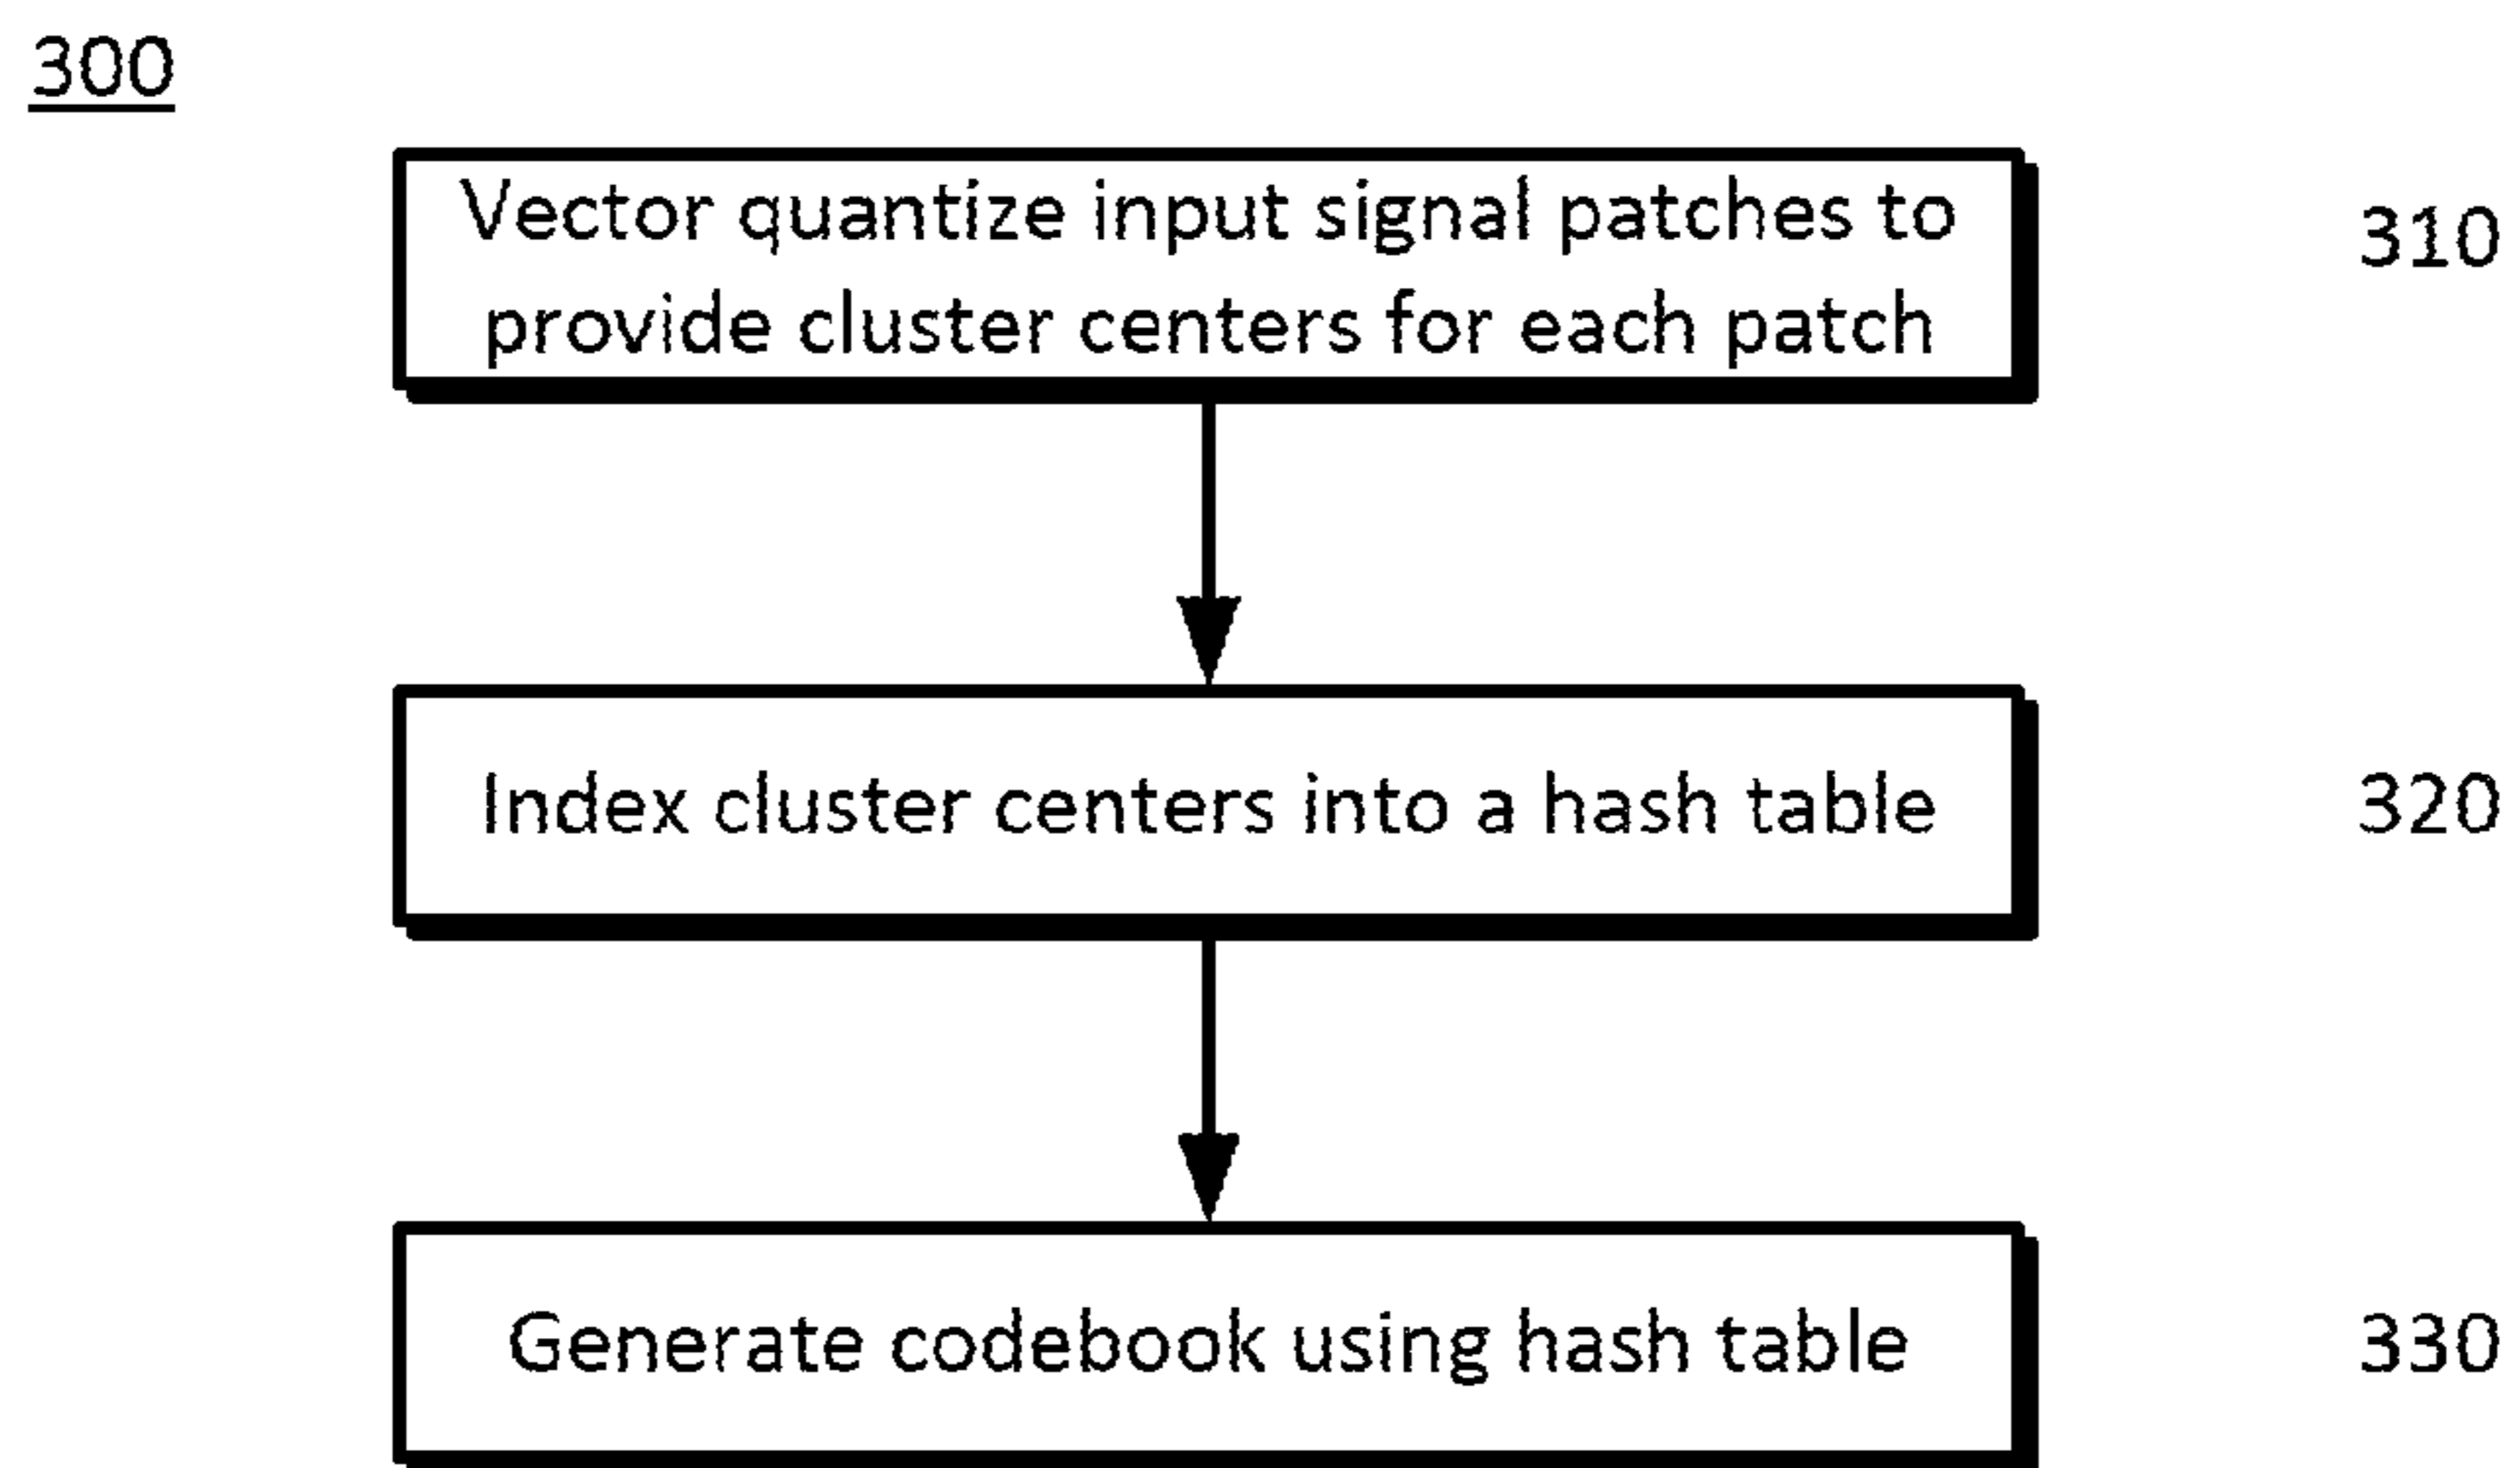 300
Vector quantize input signal patches to
provide cluster centers for each patch
310
Index cluster centers into a hash table
320
Generate codebook using hash table
330